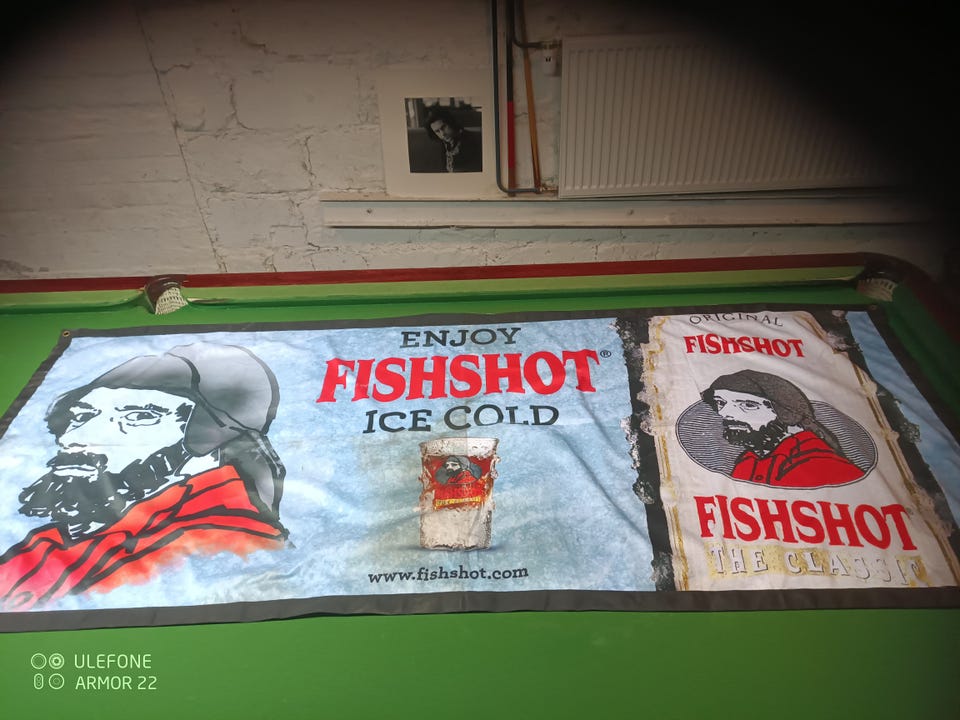 ENJOY
FISHSHOT®
ICE COLD
www.fishshot.com
ORIGINAL
FISHSHOT
FISHSHOT
THE CLASSIC
ULEFONE
ARMOR 22